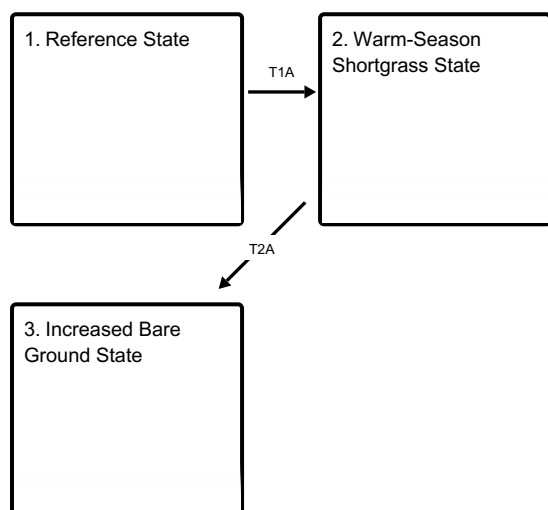 1. Reference State
T1A
2. Warm-Season
Shortgrass State
T2A
3. Increased Bare
Ground State